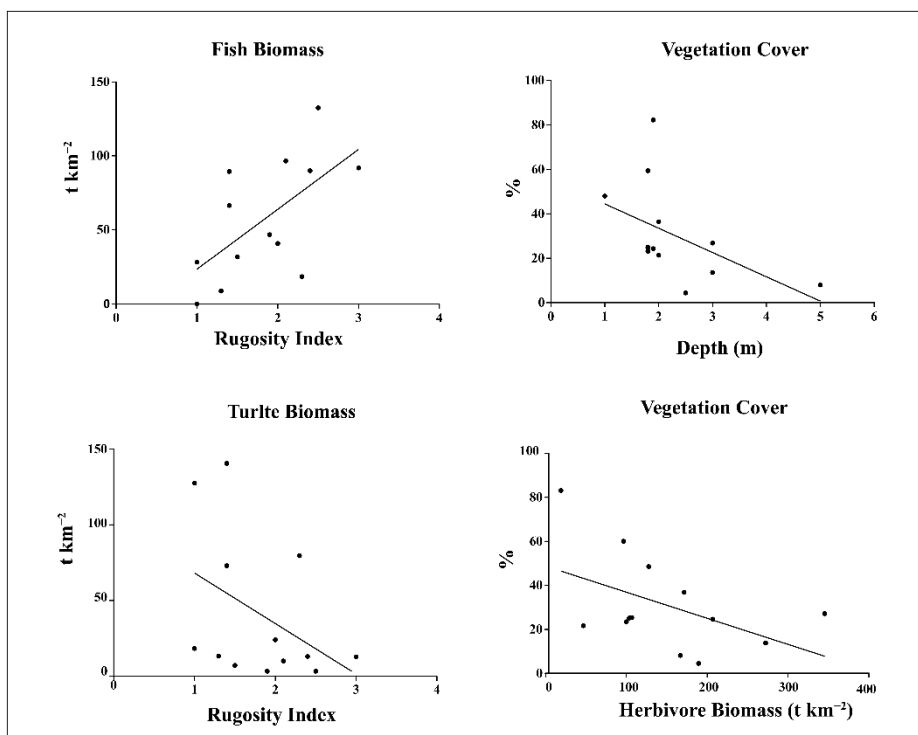 Fish Biomass
150
100
50
0
t km⁻²
0 1 2 3 4
Rugosity Index
Vegetation Cover
100
80
60
40
20
0
%
0 1 2 3 4 5 6
Depth (m)
Turlte Biomass
150
100
50
0
t km⁻²
0 1 2 3 4
Rugosity Index
Vegetation Cover
100
80
60
40
20
0
%
0 100 200 300 400
Herbivore Biomass (t km⁻²)